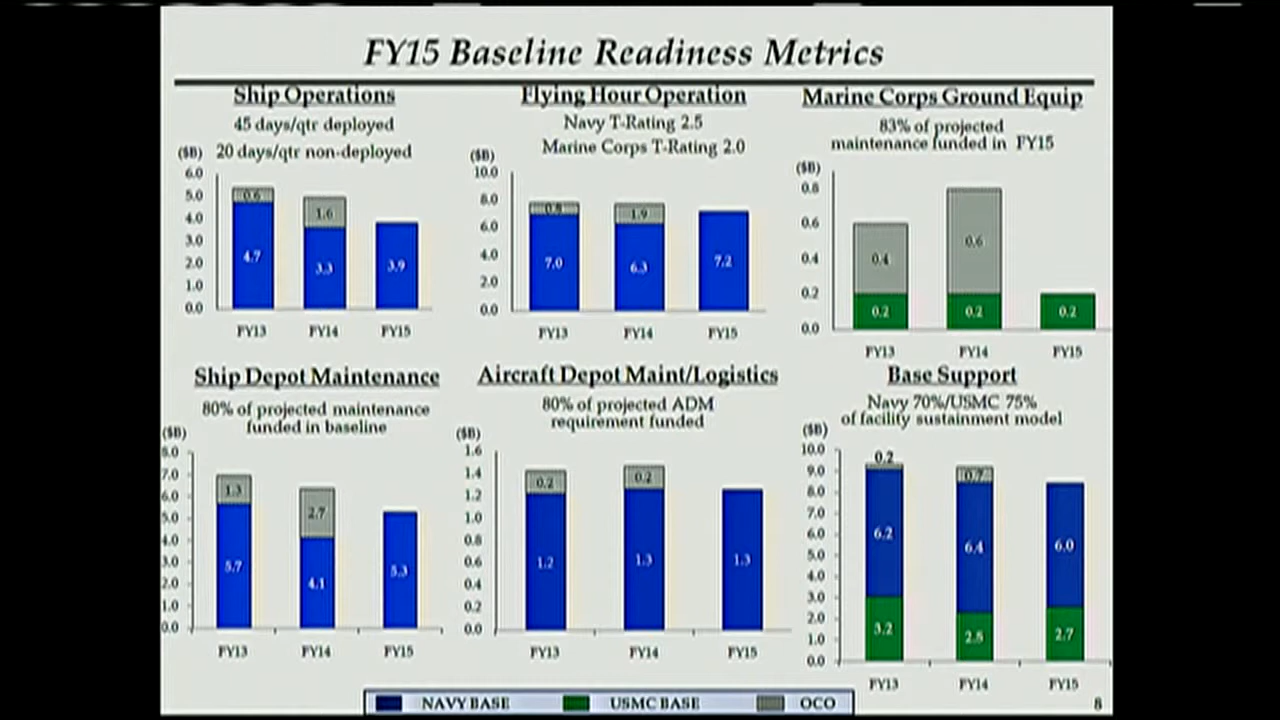 FY15 Baseline Readiness Metrics
Ship Operations
45 days/qtr deployed
20 days/qtr non-deployed
($B)
6.0
5.0
4.0
3.0
2.0
1.0
0.0
0.6
4.7
1.6
3.3
3.9
FY13 FY14 FY15
Flying Hour Operation
Navy T-Rating 2.5
Marine Corps T-Rating 2.0
($B)
10.0
8.0
6.0
4.0
2.0
0.0
0.8
7.0
1.9
6.3
7.2
FY13 FY14 FY15
Marine Corps Ground Equip
83% of projected
maintenance funded in FY15
($B)
0.8
0.6
0.4
0.2
0.0
0.4
0.2
0.6
0.2
0.2
FY13 FY14 FY15
Ship Depot Maintenance
80% of projected maintenance
funded in baseline
($B)
8.0
7.0
6.0
5.0
4.0
3.0
2.0
1.0
0.0
1.3
5.7
2.7
4.1
5.3
FY13 FY14 FY15
Aircraft Depot Maint/Logistics
80% of projected ADM
requirement funded
($B)
1.6
1.4
1.2
1.0
0.8
0.6
0.4
0.2
0.0
0.2
1.2
0.2
1.3
1.3
FY13 FY14 FY15
Base Support
Navy 70%/USMC 75%
of facility sustainment model
($B)
10.0
9.0
8.0
7.0
6.0
5.0
4.0
3.0
2.0
1.0
0.0
0.2
6.2
3.2
0.7
6.4
2.5
6.0
2.7
FY13 FY14 FY15
NAVY BASE USMC BASE OCO
8